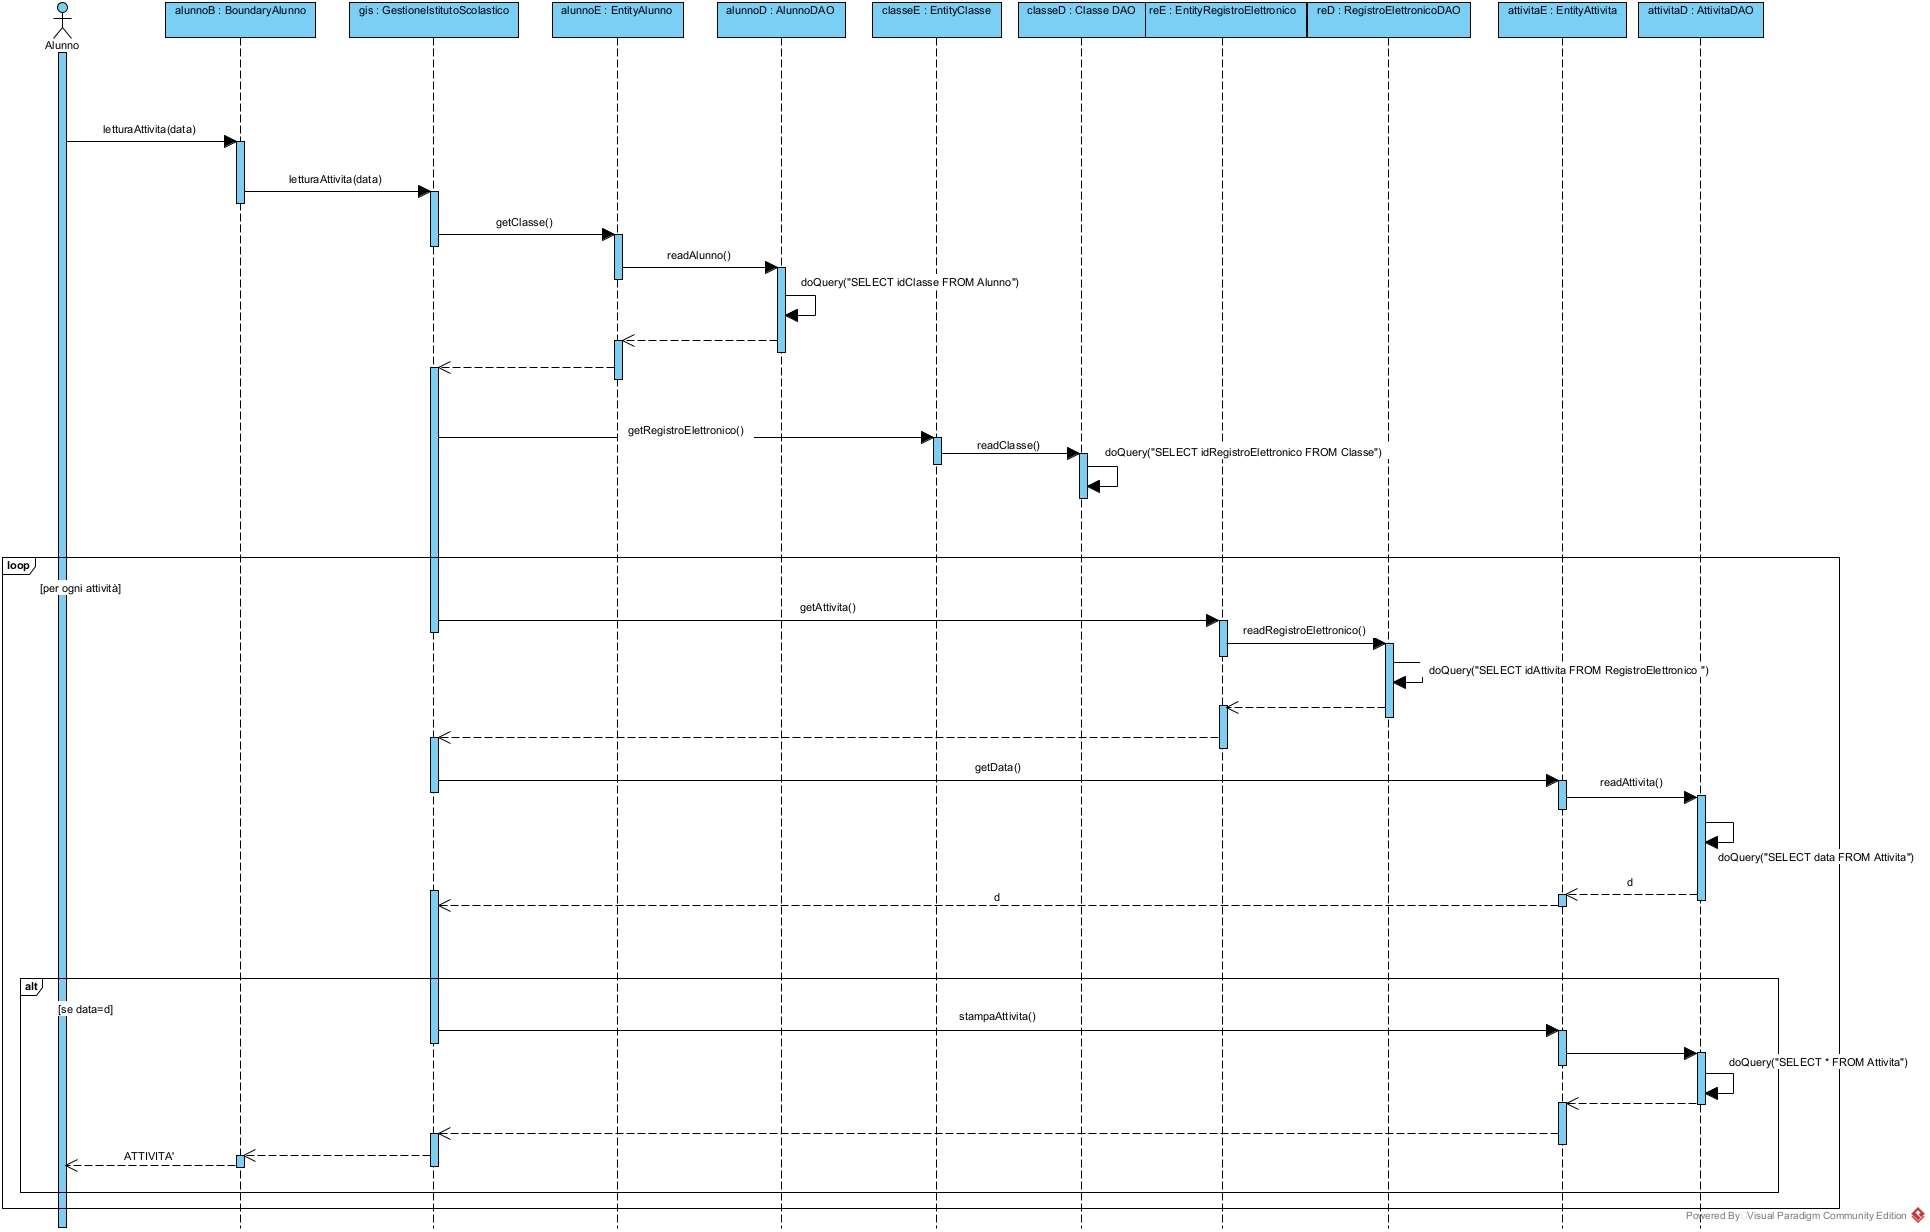 Alunno
alunnoB : BoundaryAlunno
gis : GestioneIstitutoScolastico
alunnoE : EntityAlunno
alunnoD : AlunnoDAO
classeE : EntityClasse
classeD : Classe DAO
reE : EntityRegistroElettronico
reD : RegistroElettronicoDAO
attivitaE : EntityAttivita
attivitaD : AttivitaDAO
letturaAttivita(data)
letturaAttivita(data)
getClasse()
readAlunno()
doQuery("SELECT idClasse FROM Alunno")
getRegistroElettronico()
readClasse()
doQuery("SELECT idRegistroElettronico FROM Classe")
loop
[per ogni attività]
getAttivita()
readRegistroElettronico()
doQuery("SELECT idAttivita FROM RegistroElettronico ")
getData()
readAttivita()
doQuery("SELECT data FROM Attivita")
d
d
alt
[se data=d]
stampaAttivita()
doQuery("SELECT * FROM Attivita")
ATTIVITA'
Powered By Visual Paradigm Community Edition